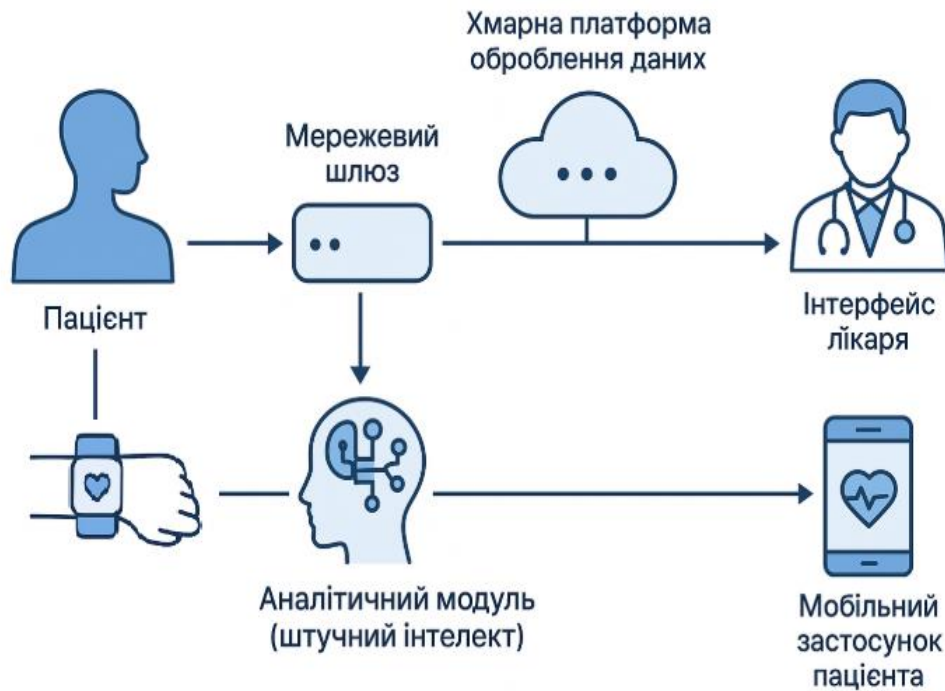 Хмарна платформа
оброблення даних
Мережевий
шлюз
Пацієнт
Інтерфейс
лікаря
Аналітичний модуль
(штучний інтелект)
Мобільний
застосунок
пацієнта